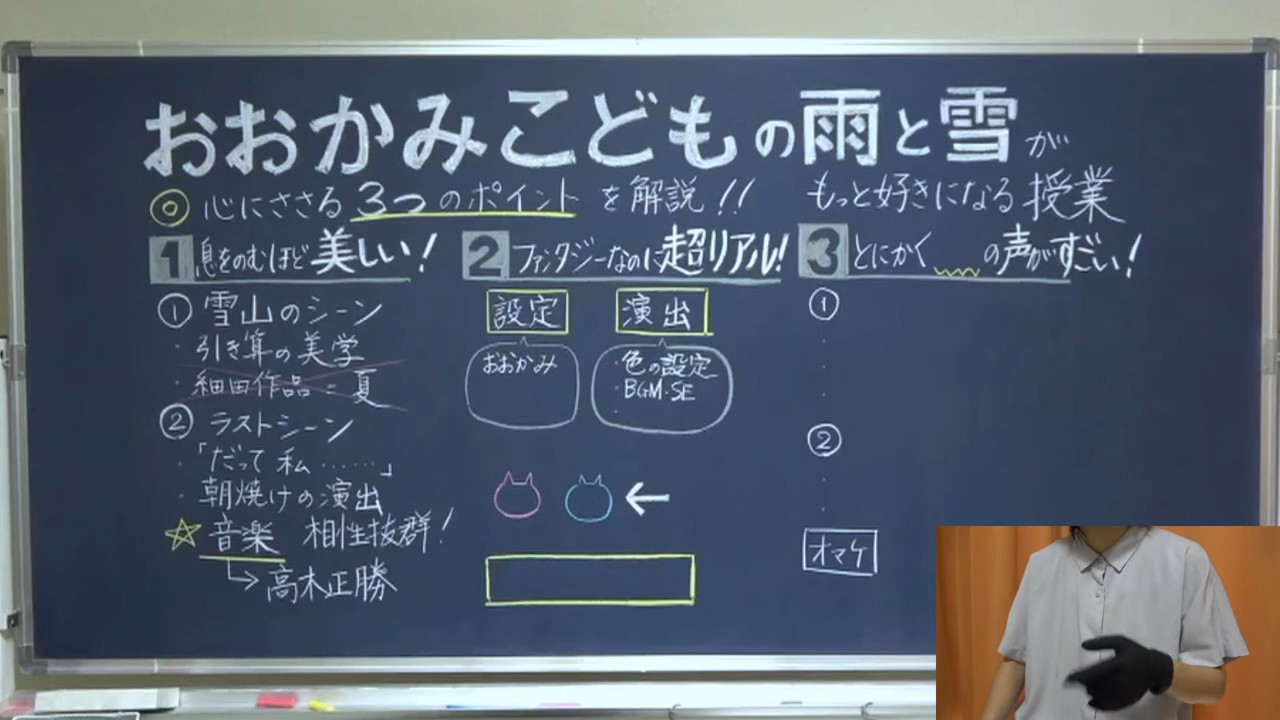 おおかみこどもの雨と雪が
◎ 心にささる 3つのポイント を解説!! もっと好きになる授業
1 息をのむほど美しい!
① 雪山のシーン
・引き算の美学
・細田作品=夏
② ラストシーン
・「だって 私……」
・朝焼けの演出
☆ 音楽 相性抜群!
→高木正勝
2 ファンタジーなのに超リアル!
設定 演出
おおかみ
・色の設定
・BGM・SE
・
←
3 とにかく の声がすごい!
①
・
・
・
②
・
・
オマケ